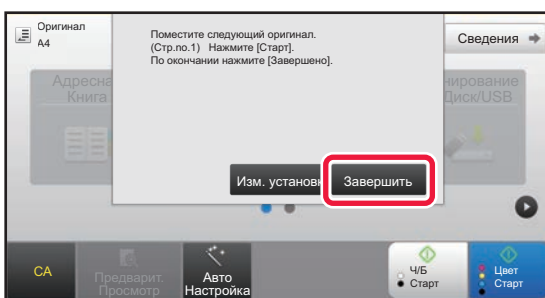 Оригинал
A4
Поместите следующий оригинал.
(Стр.no.1) Нажмите [Старт].
По окончании нажмите [Завершено].
Сведения
Адресна
Книга
нирование
Диск/USB
Изм. установк
Завершить
CA
Предварит.
Просмотр
Авто
Настройка
Ч/Б
Старт
Цвет
Старт